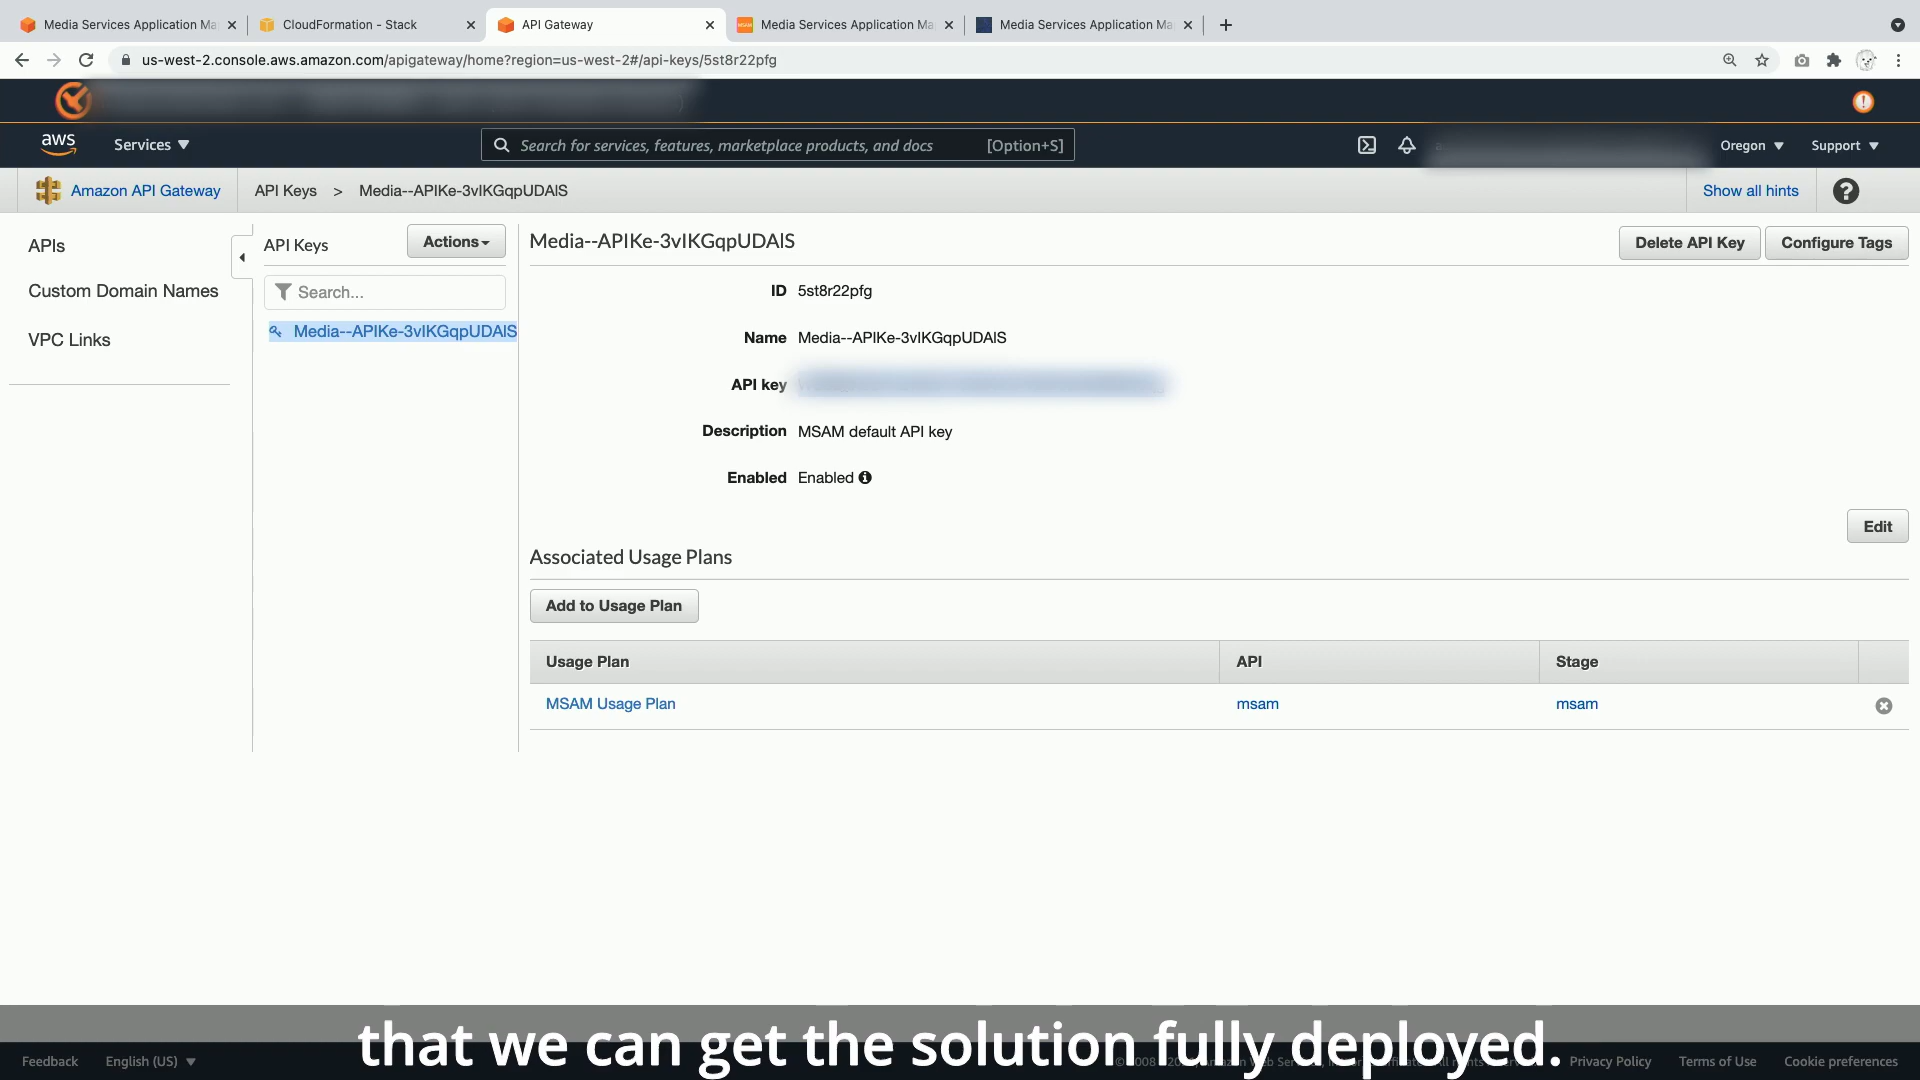 Media Services Application Ma
CloudFormation - Stack
API Gateway
Media Services Application Ma
Media Services Application Ma
us-west-2.console.aws.amazon.com/apigateway/home?region=us-west-2#/api-keys/5st8r22pfg
aws
Services
Search for services, features, marketplace products, and docs
[Option+S]
Oregon
Support
Amazon API Gateway
API Keys > Media--APIKe-3vIKGqpUDAlS
Show all hints
APIs
Custom Domain Names
VPC Links
API Keys
Actions
Search...
Media--APIKe-3vIKGqpUDAlS
Media--APIKe-3vIKGqpUDAlS
Delete API Key
Configure Tags
ID 5st8r22pfg
Name Media--APIKe-3vIKGqpUDAlS
API key
Description MSAM default API key
Enabled Enabled
Edit
Associated Usage Plans
Add to Usage Plan
Usage Plan API Stage
MSAM Usage Plan msam msam
that we can get the solution fully deployed.
Feedback
English (US)
Privacy Policy
Terms of Use
Cookie preferences